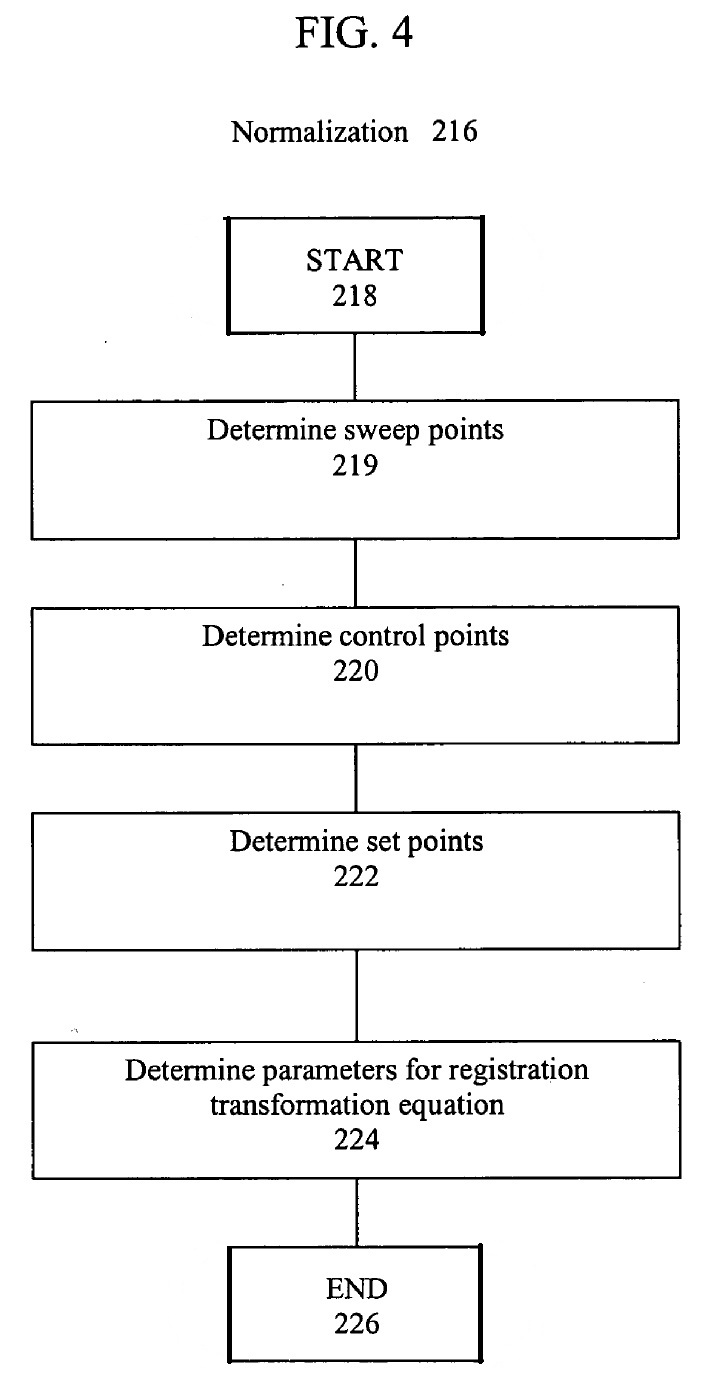 FIG. 4
Normalization 216
START
218
Determine sweep points
219
Determine control points
220
Determine set points
222
Determine parameters for registration
transformation equation
224
END
226